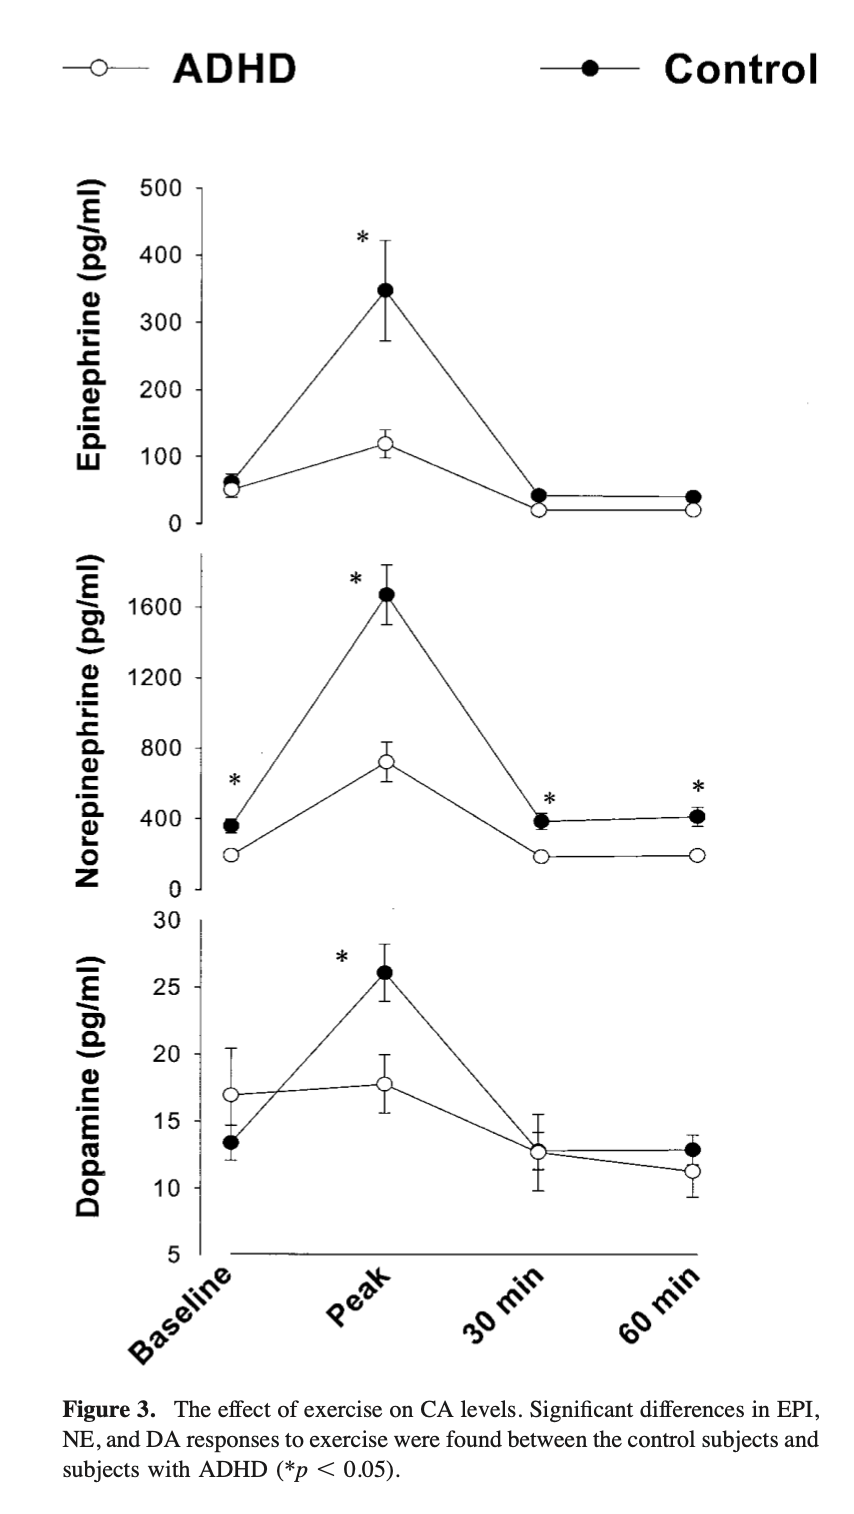 ADHD Control
Epinephrine (pg/ml)
500
400
300
200
100
0
*
Norepinephrine (pg/ml)
1600
1200
800
400
0
*
*
*
*
Dopamine (pg/ml)
30
25
20
15
10
5
*
Baseline Peak 30 min 60 min
Figure 3. The effect of exercise on CA levels. Significant differences in EPI,
NE, and DA responses to exercise were found between the control subjects and
subjects with ADHD (*p < 0.05).